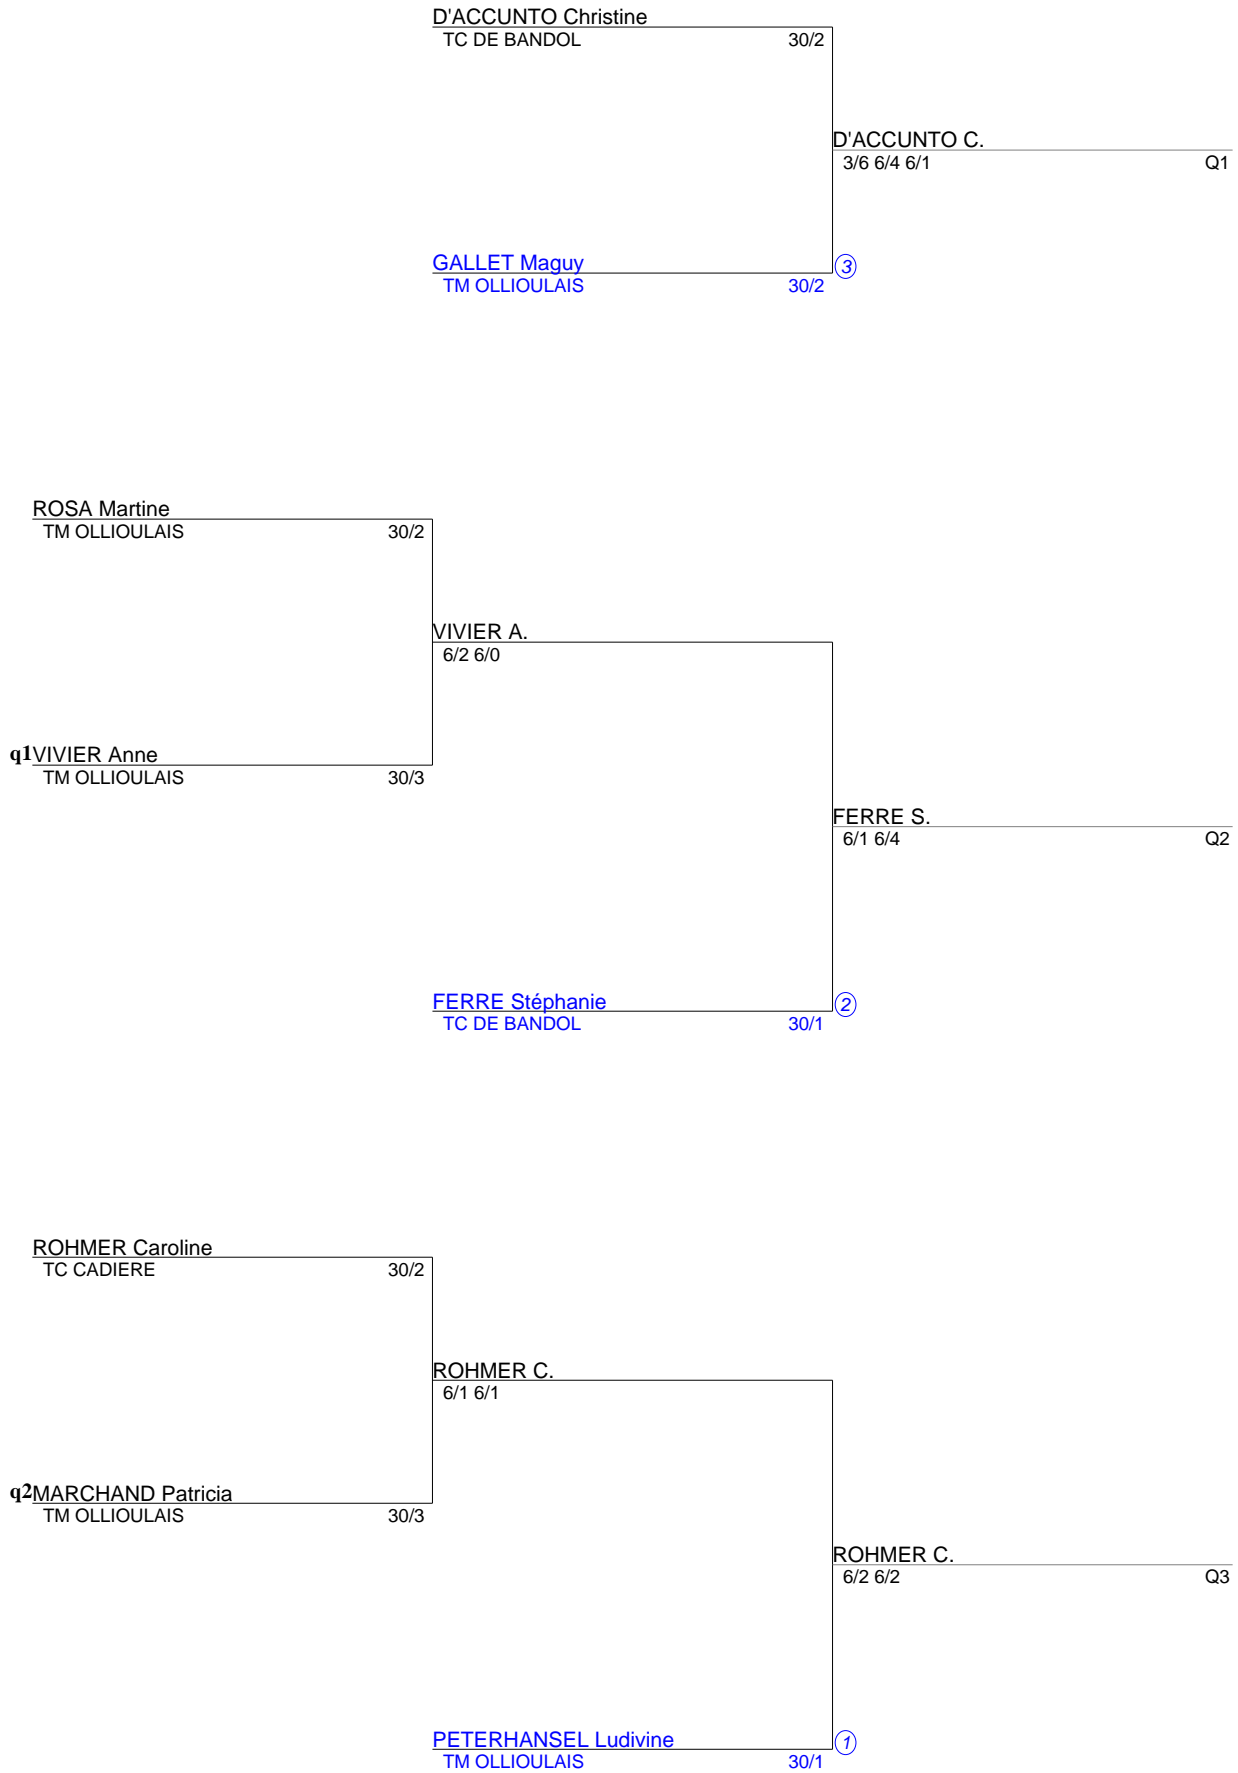 D'ACCUNTO Christine
TC DE BANDOL 30/2
D'ACCUNTO C.
3/6 6/4 6/1 Q1
GALLET Maguy 3
TM OLLIOULAIS 30/2
ROSA Martine
TM OLLIOULAIS 30/2
VIVIER A.
6/2 6/0
q1 VIVIER Anne
TM OLLIOULAIS 30/3
FERRE S.
6/1 6/4 Q2
FERRE Stéphanie 2
TC DE BANDOL 30/1
ROHMER Caroline
TC CADIERE 30/2
ROHMER C.
6/1 6/1
q2 MARCHAND Patricia
TM OLLIOULAIS 30/3
ROHMER C.
6/2 6/2 Q3
PETERHANSEL Ludivine 1
TM OLLIOULAIS 30/1